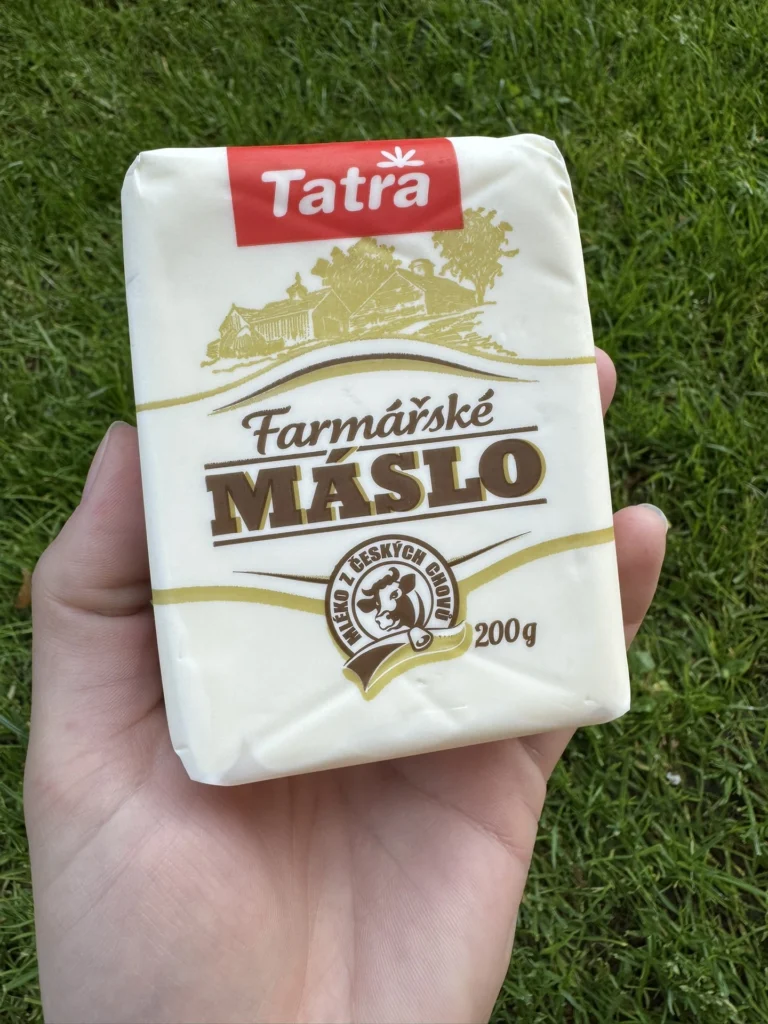 Tatra
Farmářské
MÁSLO
MLÉKO Z ČESKÝCH CHOVŮ
200g